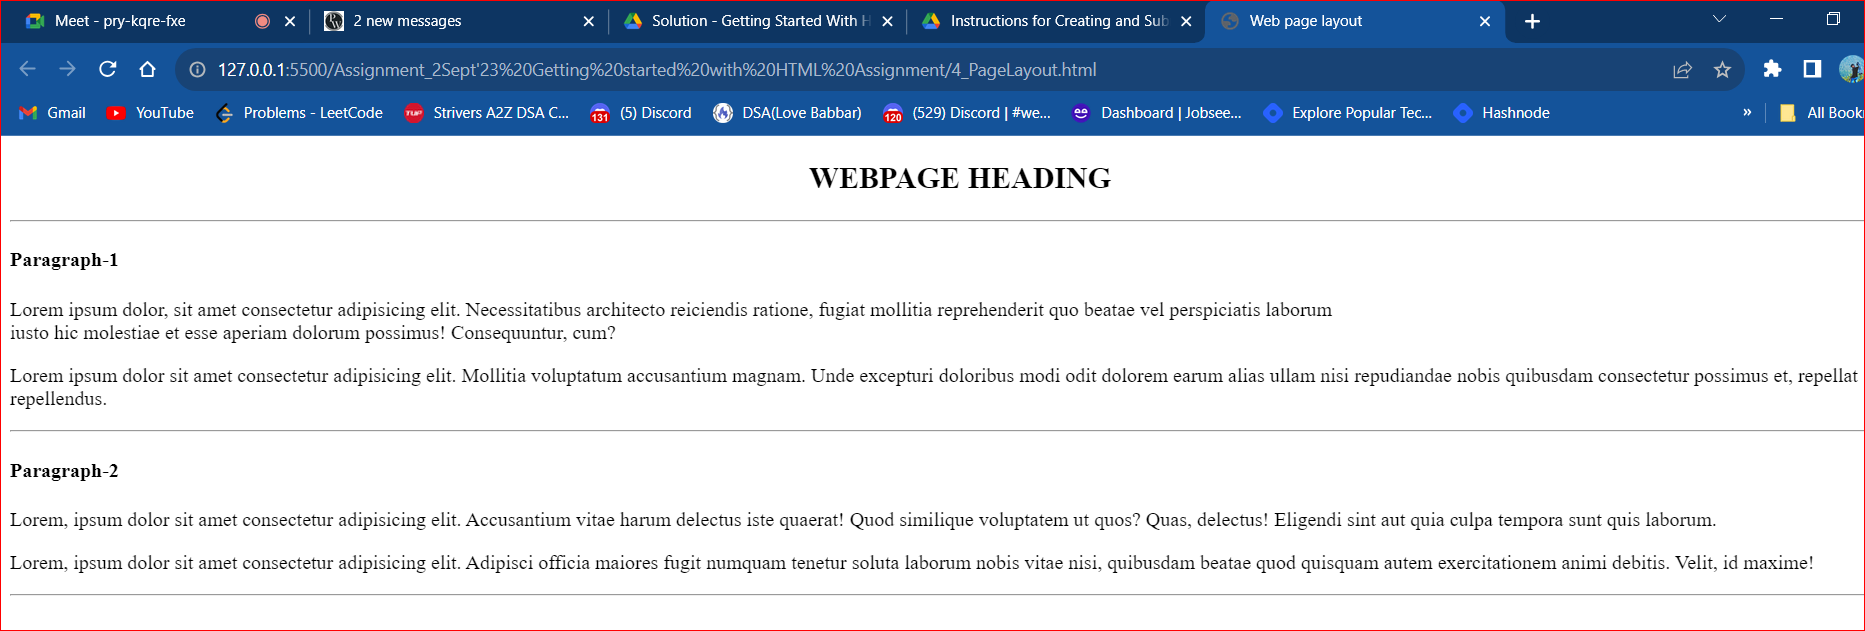 Meet - pry-kqre-fxe
2 new messages
Solution - Getting Started With H
Instructions for Creating and Sub
Web page layout
127.0.0.1:5500/Assignment_2Sept'23%20Getting%20started%20with%20HTML%20Assignment/4_PageLayout.html
Gmail
YouTube
Problems - LeetCode
TUF
Strivers A2Z DSA C...
131
(5) Discord
DSA(Love Babbar)
120
(529) Discord | #we...
Dashboard | Jobsee...
Explore Popular Tec...
Hashnode
»
All Book
WEBPAGE HEADING
Paragraph-1
Lorem ipsum dolor, sit amet consectetur adipisicing elit. Necessitatibus architecto reiciendis ratione, fugiat mollitia reprehenderit quo beatae vel perspiciatis laborum
iusto hic molestiae et esse aperiam dolorum possimus! Consequuntur, cum?
Lorem ipsum dolor sit amet consectetur adipisicing elit. Mollitia voluptatum accusantium magnam. Unde excepturi doloribus modi odit dolorem earum alias ullam nisi repudiandae nobis quibusdam consectetur possimus et, repellat
repellendus.
Paragraph-2
Lorem, ipsum dolor sit amet consectetur adipisicing elit. Accusantium vitae harum delectus iste quaerat! Quod similique voluptatem ut quos? Quas, delectus! Eligendi sint aut quia culpa tempora sunt quis laborum.
Lorem, ipsum dolor sit amet consectetur adipisicing elit. Adipisci officia maiores fugit numquam tenetur soluta laborum nobis vitae nisi, quibusdam beatae quod quisquam autem exercitationem animi debitis. Velit, id maxime!